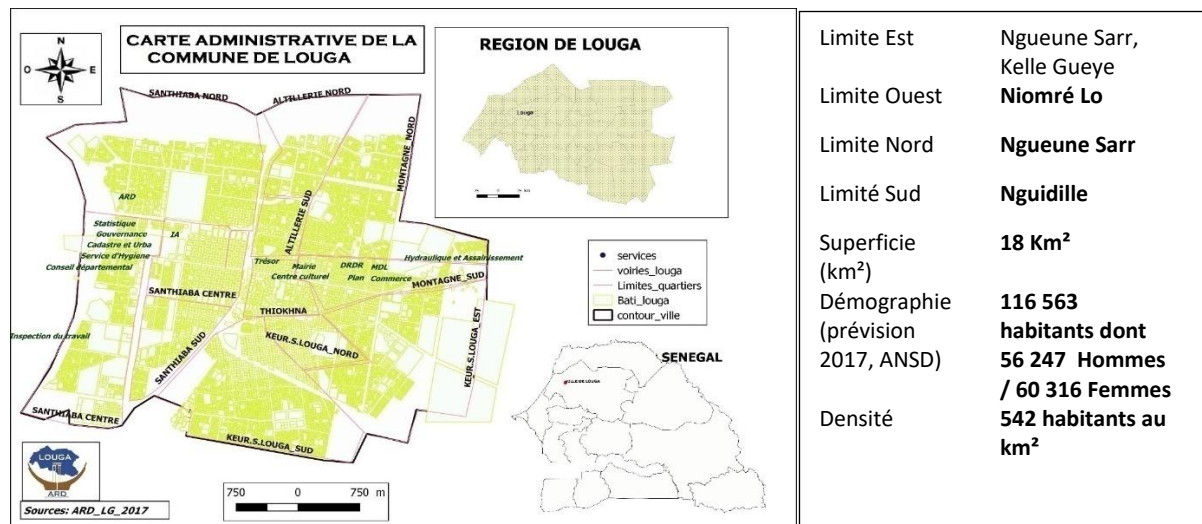 CARTE ADMINISTRATIVE DE LA
COMMUNE DE LOUGA
N
O
E
S
REGION DE LOUGA
Louga
SANTHIABA NORD
ALTILLERIE NORD
MONTAGNE_NORD
ARD
ALTILLERIE SUD
Statistique
Gouvernance
IA
Cadastre et Urba
Service d'Hygiene
Conseil départemental
Trésor
Mairie
Centre culturel
DRDR
Plan
MDL
Commerce
Hydraulique et Assainissement
MONTAGNE_SUD
SANTHIABA CENTRE
THIOKHNA
KEUR.S.LOUGA_NORD
KEUR.S.LOUGA_EST
Inspection du travail
SANTHIABA SUD
SANTHIABA CENTRE
KEUR.S.LOUGA_SUD
services
voiries_louga
Limites_quartiers
Bati_louga
contour_ville
SENEGAL
LOUGA
ARD
Sources: ARD_LG_2017
750 0 750 m
Limite Est Ngueune Sarr,
Kelle Gueye
Limite Ouest Niomré Lo
Limite Nord Ngueune Sarr
Limité Sud Nguidille
Superficie 18 Km²
(km²)
Démographie 116 563
(prévision habitants dont
2017, ANSD) 56 247 Hommes
/ 60 316 Femmes
Densité 542 habitants au
km²